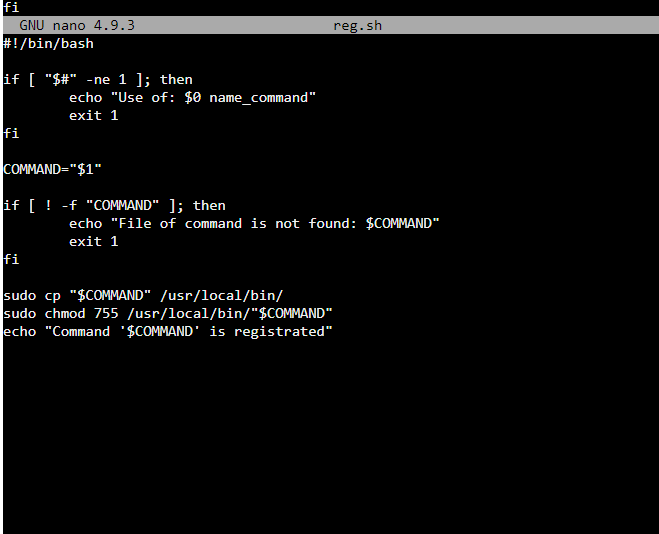 fi
GNU nano 4.9.3 reg.sh
#!/bin/bash
if [ "$#" -ne 1 ]; then
echo "Use of: $0 name_command"
exit 1
fi
COMMAND="$1"
if [ ! -f "COMMAND" ]; then
echo "File of command is not found: $COMMAND"
exit 1
fi
sudo cp "$COMMAND" /usr/local/bin/
sudo chmod 755 /usr/local/bin/"$COMMAND"
echo "Command '$COMMAND' is registrated"